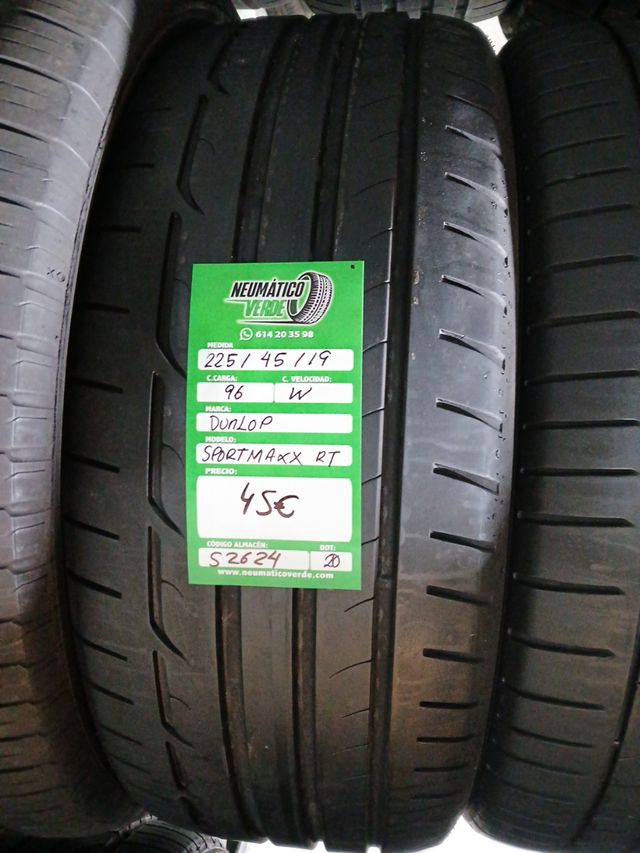 NEUMÁTICO
VERDE
614 20 35 98
MEDIDA
225 / 45 / 19
C.CARGA: C. VELOCIDAD:
96 W
MARCA:
DUNLOP
MODELO:
SPORTMAXX RT
PRECIO:
45€
CÓDIGO ALMACÉN: DOT:
S2624 20
www.neumaticoverde.com